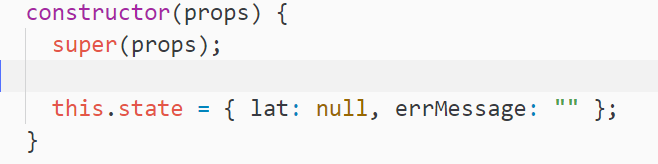 constructor(props) {
super(props);
this.state = { lat: null, errMessage: "" };
}